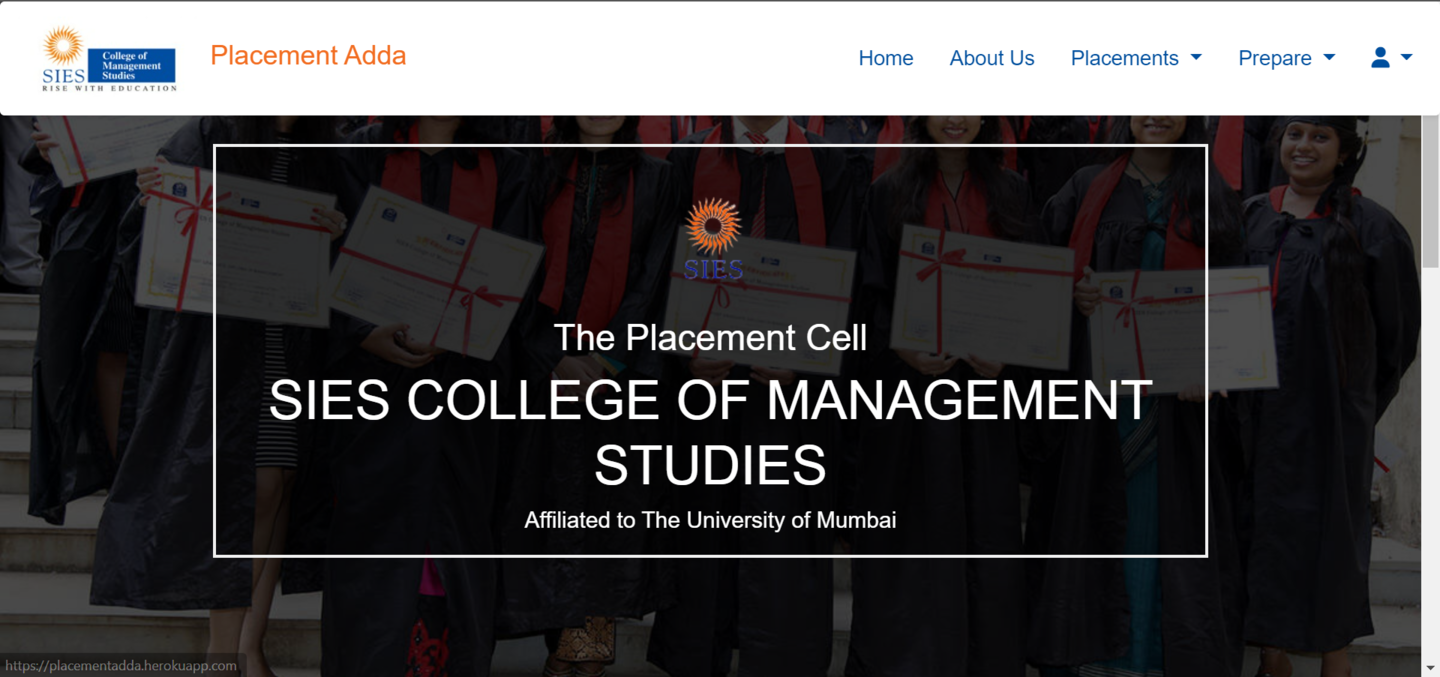 College of
Management
Studies
SIES
RISE WITH EDUCATION
Placement Adda
Home
About Us
Placements
Prepare
SIES
The Placement Cell
SIES COLLEGE OF MANAGEMENT
STUDIES
Affiliated to The University of Mumbai
https://placementadda.herokuapp.com